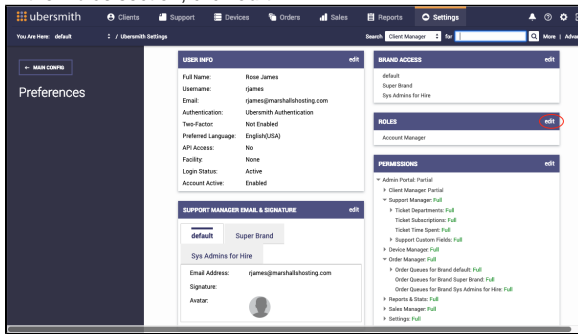 ubersmith
Clients
Support
Devices
Orders
Sales
Reports
Settings
You Are Here: default / Ubersmith Settings
Search Client Manager for
More | Advan
← MAIN CONFIG
Preferences
USER INFO edit
Full Name: Rose James
Username: rjames
Email: rjames@marshallshosting.com
Authentication: Ubersmith Authentication
Two-Factor: Not Enabled
Preferred Language: English(USA)
API Access: No
Facility: None
Login Status: Active
Account Active: Enabled
SUPPORT MANAGER EMAIL & SIGNATURE edit
default Super Brand
Sys Admins for Hire
Email Address: rjames@marshallshosting.com
Signature:
Avatar:
BRAND ACCESS edit
default
Super Brand
Sys Admins for Hire
ROLES edit
Account Manager
PERMISSIONS edit
Admin Portal: Partial
Client Manager: Partial
Support Manager: Full
Ticket Departments: Full
Ticket Subscriptions: Full
Ticket Time Spent: Full
Support Custom Fields: Full
Device Manager: Full
Order Manager: Full
Order Queues for Brand default: Full
Order Queues for Brand Super Brand: Full
Order Queues for Brand Sys Admins for Hire: Full
Reports & Stats: Full
Sales Manager: Full
Settings: Full